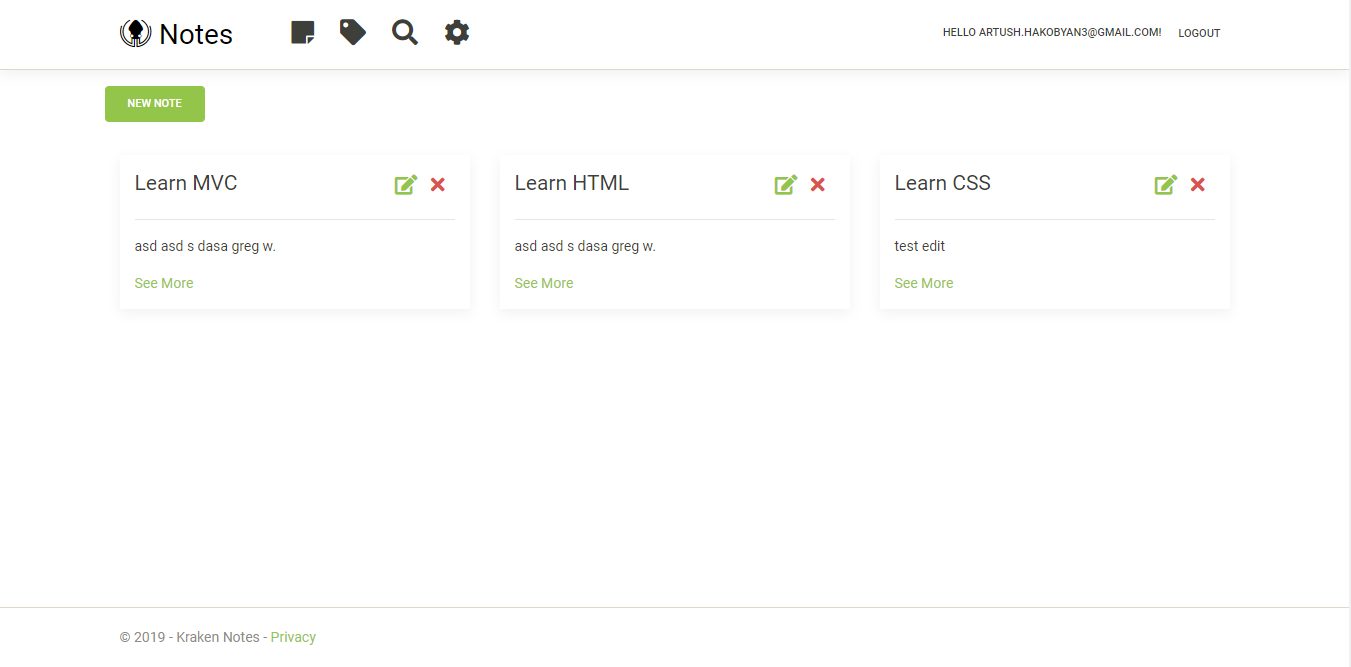 Notes
HELLO ARTUSH.HAKOBYAN3@GMAIL.COM! LOGOUT
NEW NOTE
Learn MVC
asd asd s dasa greg w.
See More
Learn HTML
asd asd s dasa greg w.
See More
Learn CSS
test edit
See More
© 2019 - Kraken Notes - Privacy